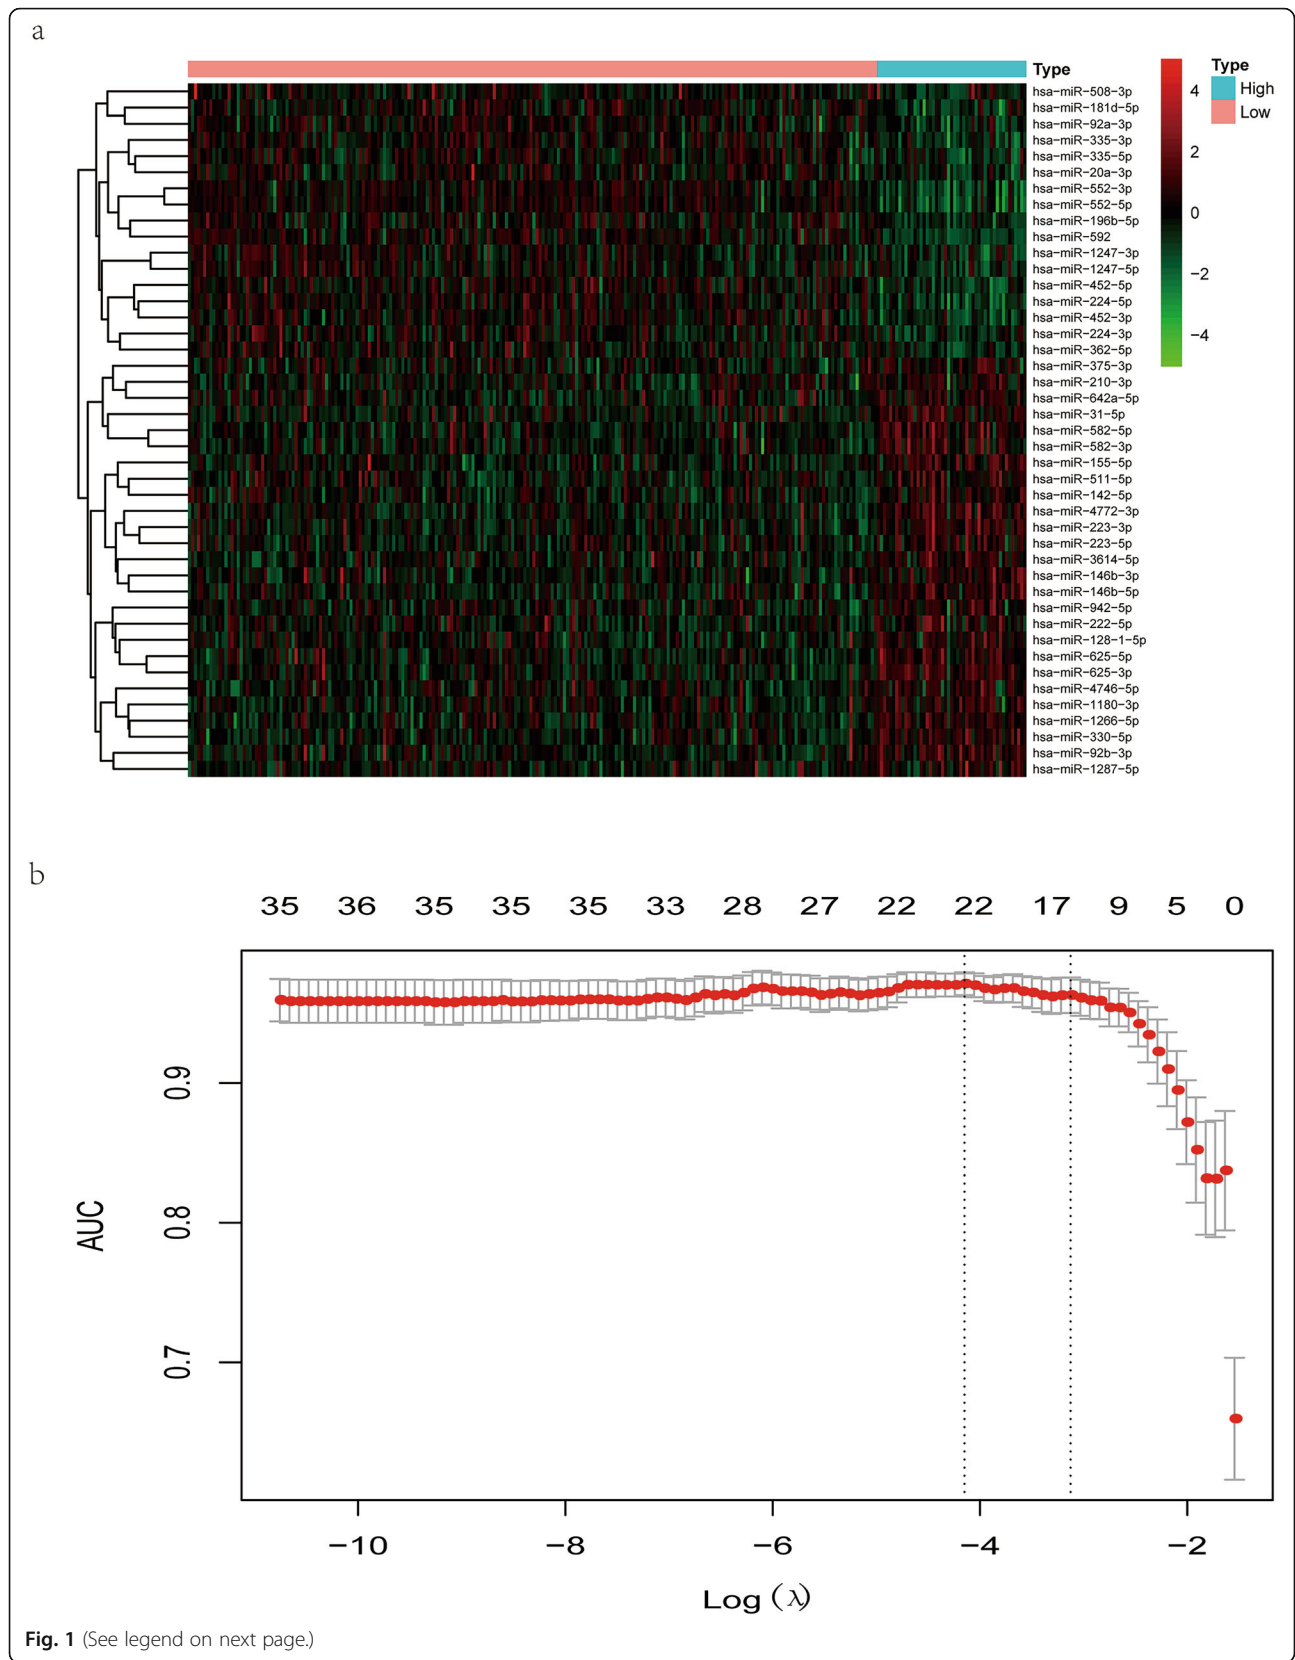 a
Type
hsa-miR-508-3p
hsa-miR-181d-5p
hsa-miR-92a-3p
hsa-miR-335-3p
hsa-miR-335-5p
hsa-miR-20a-3p
hsa-miR-552-3p
hsa-miR-552-5p
hsa-miR-196b-5p
hsa-miR-592
hsa-miR-1247-3p
hsa-miR-1247-5p
hsa-miR-452-5p
hsa-miR-224-5p
hsa-miR-452-3p
hsa-miR-224-3p
hsa-miR-362-5p
hsa-miR-375-3p
hsa-miR-210-3p
hsa-miR-642a-5p
hsa-miR-31-5p
hsa-miR-582-5p
hsa-miR-582-3p
hsa-miR-155-5p
hsa-miR-511-5p
hsa-miR-142-5p
hsa-miR-4772-3p
hsa-miR-223-3p
hsa-miR-223-5p
hsa-miR-3614-5p
hsa-miR-146b-3p
hsa-miR-146b-5p
hsa-miR-942-5p
hsa-miR-222-5p
hsa-miR-128-1-5p
hsa-miR-625-5p
hsa-miR-625-3p
hsa-miR-4746-5p
hsa-miR-1180-3p
hsa-miR-1266-5p
hsa-miR-330-5p
hsa-miR-92b-3p
hsa-miR-1287-5p
4
2
0
−2
−4
Type
High
Low
b
35 36 35 35 35 33 28 27 22 22 17 9 5 0
0.9
0.8
0.7
AUC
−10 −8 −6 −4 −2
Log (λ)
Fig. 1 (See legend on next page.)